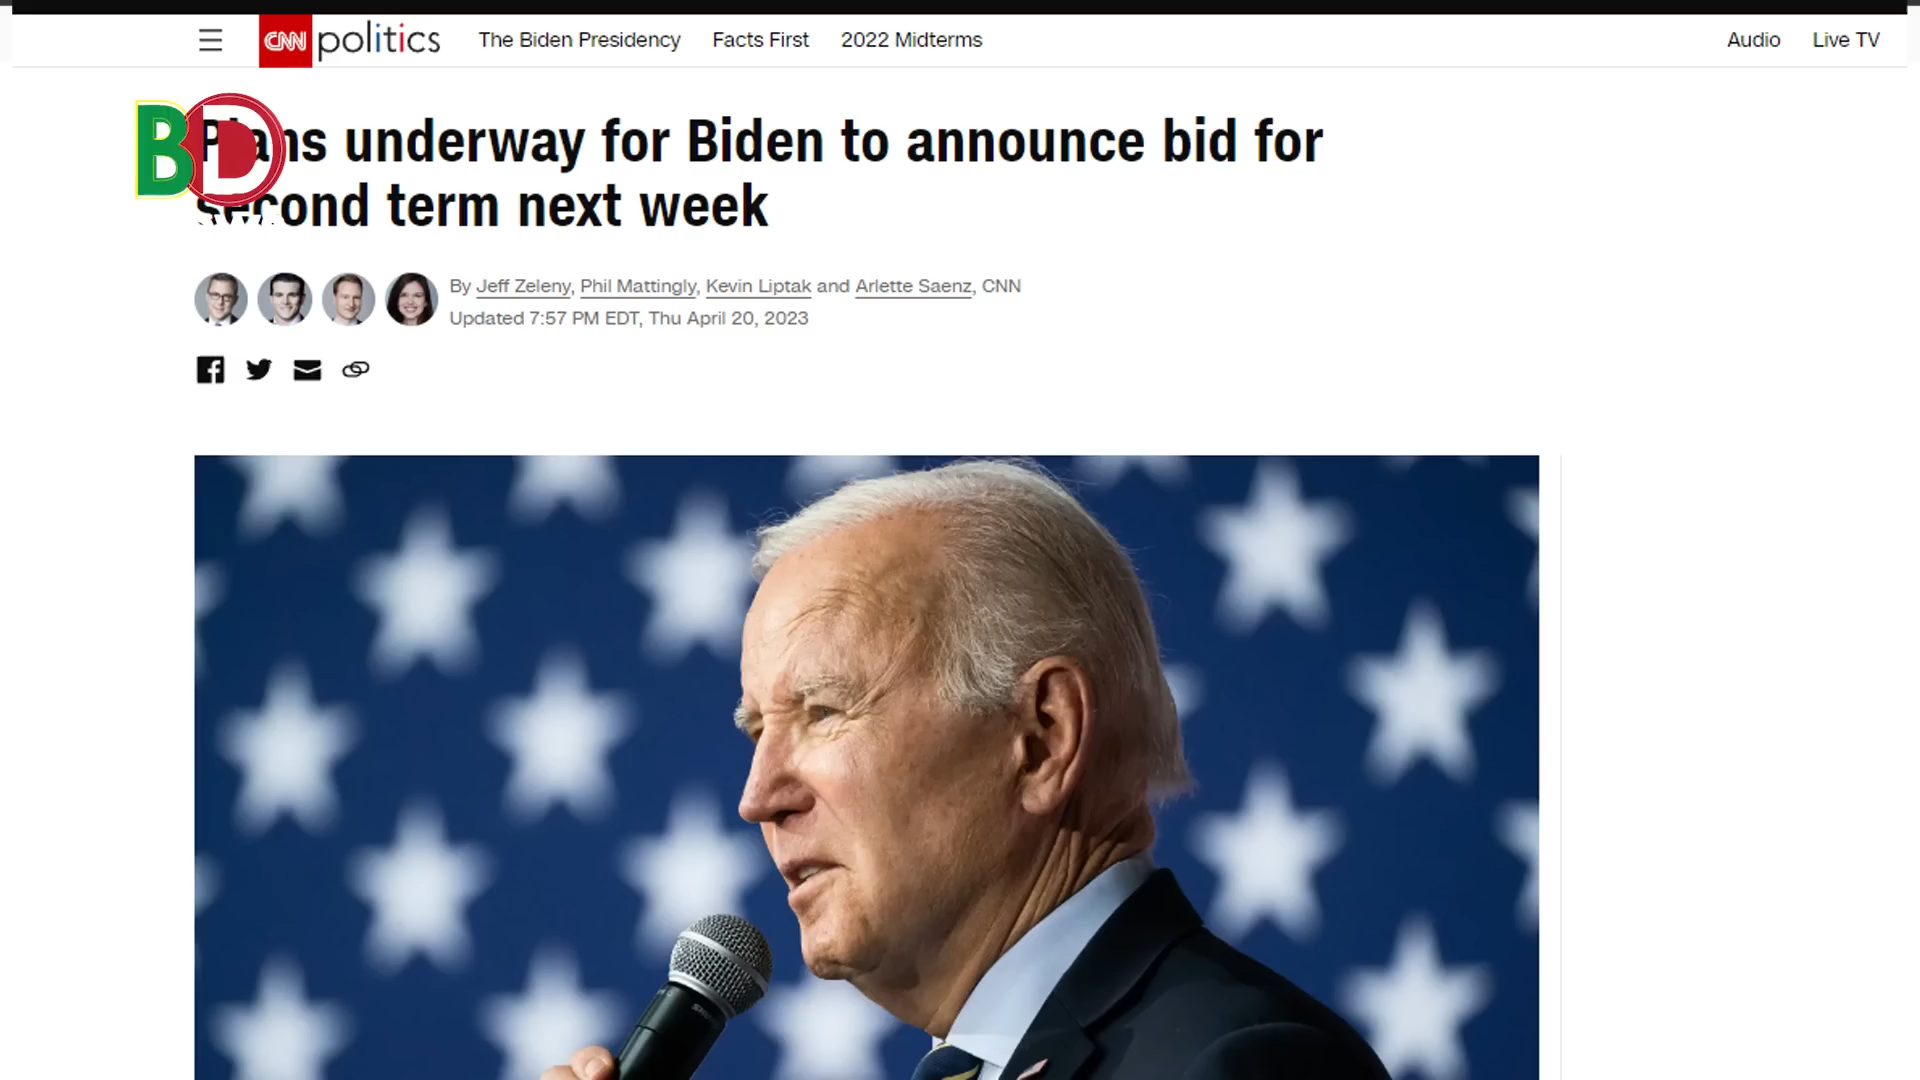 CNN politics The Biden Presidency Facts First 2022 Midterms Audio Live TV
BD
Plans underway for Biden to announce bid for
second term next week
By Jeff Zeleny, Phil Mattingly, Kevin Liptak and Arlette Saenz, CNN
Updated 7:57 PM EDT, Thu April 20, 2023